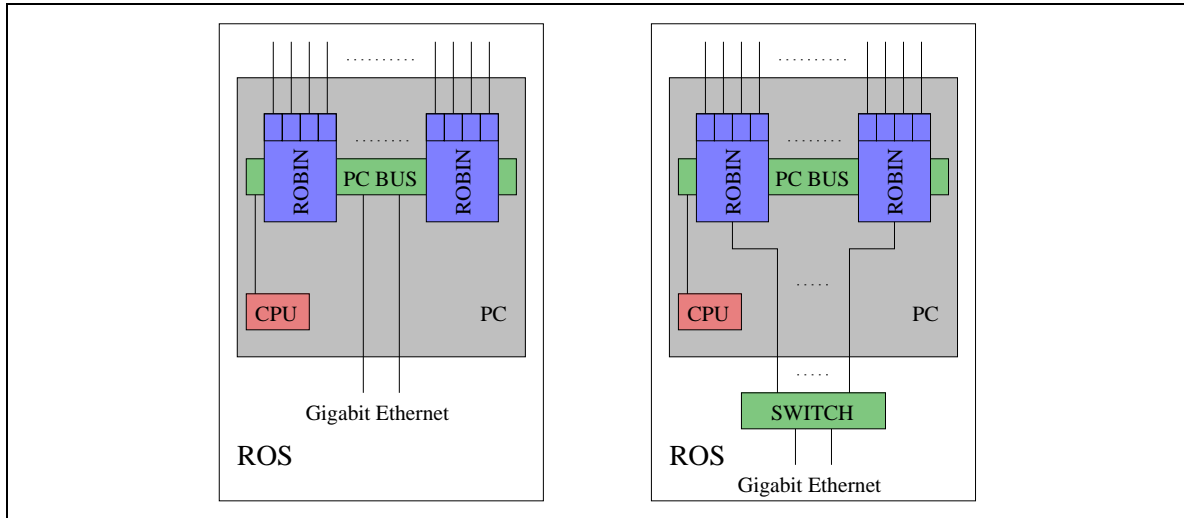 ROBIN
PC BUS
ROBIN
CPU
PC
Gigabit Ethernet
ROS
ROBIN
PC BUS
ROBIN
CPU
PC
SWITCH
ROS
Gigabit Ethernet